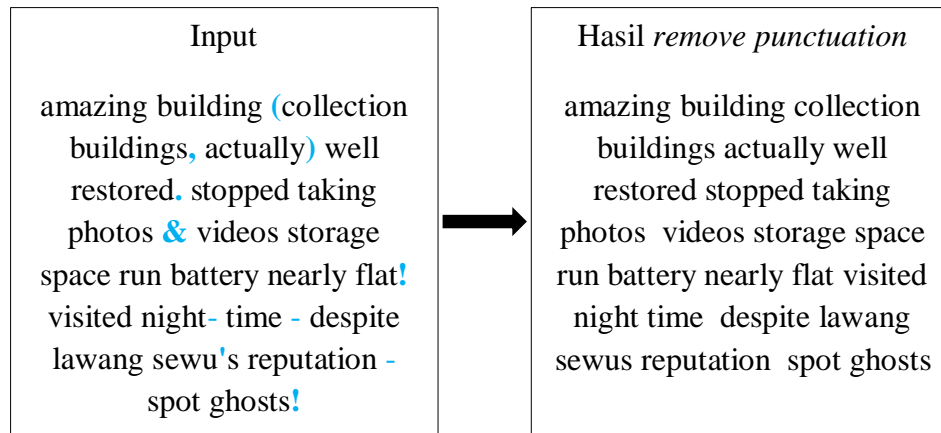 Input
amazing building (collection
buildings, actually) well
restored. stopped taking
photos & videos storage
space run battery nearly flat!
visited night- time - despite
lawang sewu's reputation -
spot ghosts!
Hasil remove punctuation
amazing building collection
buildings actually well
restored stopped taking
photos  videos storage space
run battery nearly flat visited
night time  despite lawang
sewus reputation  spot ghosts